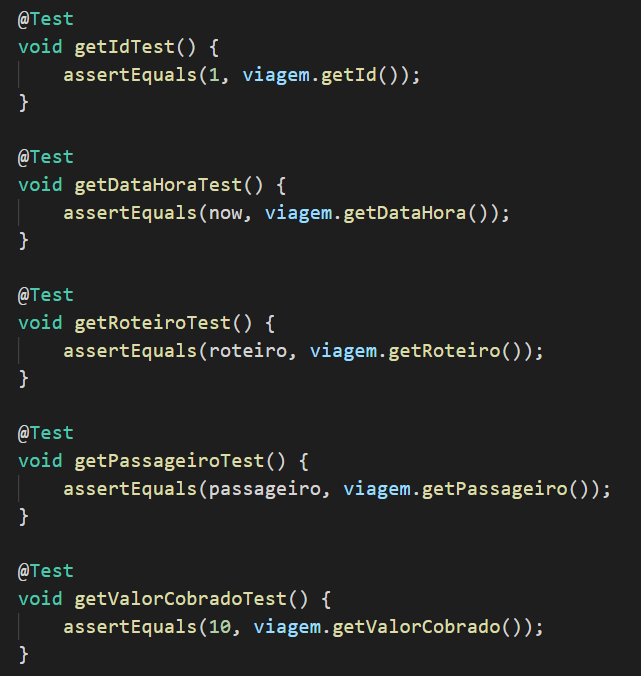 @Test
void getIdTest() {
    assertEquals(1, viagem.getId());
}

@Test
void getDataHoraTest() {
    assertEquals(now, viagem.getDataHora());
}

@Test
void getRoteiroTest() {
    assertEquals(roteiro, viagem.getRoteiro());
}

@Test
void getPassageiroTest() {
    assertEquals(passageiro, viagem.getPassageiro());
}

@Test
void getValorCobradoTest() {
    assertEquals(10, viagem.getValorCobrado());
}